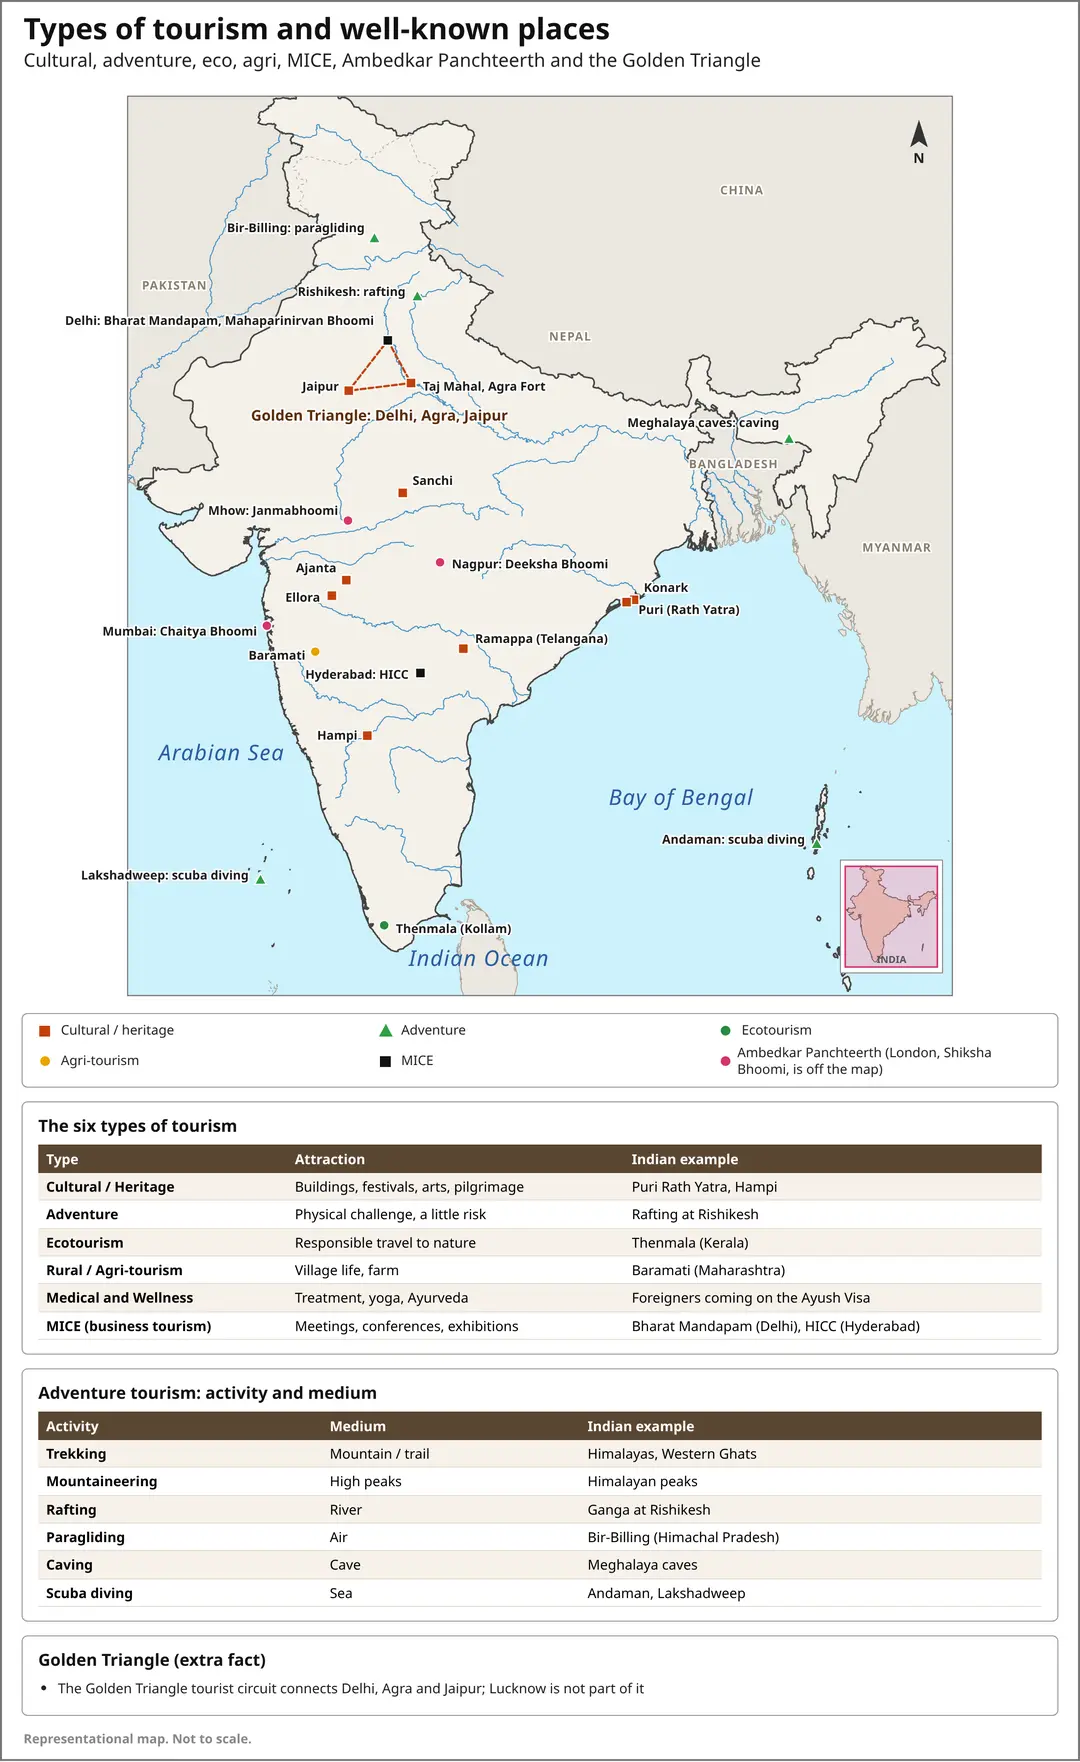 Types of tourism and well-known places
Cultural, adventure, eco, agri, MICE, Ambedkar Panchteerth and the Golden Triangle
N
CHINA
Bir-Billing: paragliding
PAKISTAN
Rishikesh: rafting
Delhi: Bharat Mandapam, Mahaparinirvan Bhoomi
NEPAL
Jaipur
Taj Mahal, Agra Fort
Golden Triangle: Delhi, Agra, Jaipur
Meghalaya caves: caving
BANGLADESH
Sanchi
Mhow: Janmabhoomi
MYANMAR
Ajanta
Nagpur: Deeksha Bhoomi
Ellora
Konark
Puri (Rath Yatra)
Mumbai: Chaitya Bhoomi
Ramappa (Telangana)
Baramati
Hyderabad: HICC
Hampi
Arabian Sea
Bay of Bengal
Andaman: scuba diving
Lakshadweep: scuba diving
Thenmala (Kollam)
Indian Ocean
INDIA
Cultural / heritage
Adventure
Ecotourism
Agri-tourism
MICE
Ambedkar Panchteerth (London, Shiksha
Bhoomi, is off the map)
The six types of tourism
Type Attraction Indian example
Cultural / Heritage Buildings, festivals, arts, pilgrimage Puri Rath Yatra, Hampi
Adventure Physical challenge, a little risk Rafting at Rishikesh
Ecotourism Responsible travel to nature Thenmala (Kerala)
Rural / Agri-tourism Village life, farm Baramati (Maharashtra)
Medical and Wellness Treatment, yoga, Ayurveda Foreigners coming on the Ayush Visa
MICE (business tourism) Meetings, conferences, exhibitions Bharat Mandapam (Delhi), HICC (Hyderabad)
Adventure tourism: activity and medium
Activity Medium Indian example
Trekking Mountain / trail Himalayas, Western Ghats
Mountaineering High peaks Himalayan peaks
Rafting River Ganga at Rishikesh
Paragliding Air Bir-Billing (Himachal Pradesh)
Caving Cave Meghalaya caves
Scuba diving Sea Andaman, Lakshadweep
Golden Triangle (extra fact)
• The Golden Triangle tourist circuit connects Delhi, Agra and Jaipur; Lucknow is not part of it
Representational map. Not to scale.